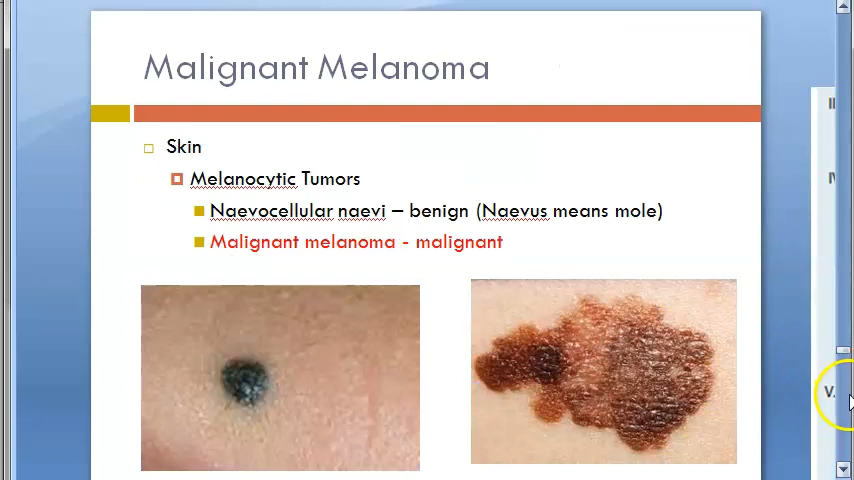 Malignant Melanoma
Skin
Melanocytic Tumors
Naevocellular naevi – benign (Naevus means mole)
Malignant melanoma - malignant
V.